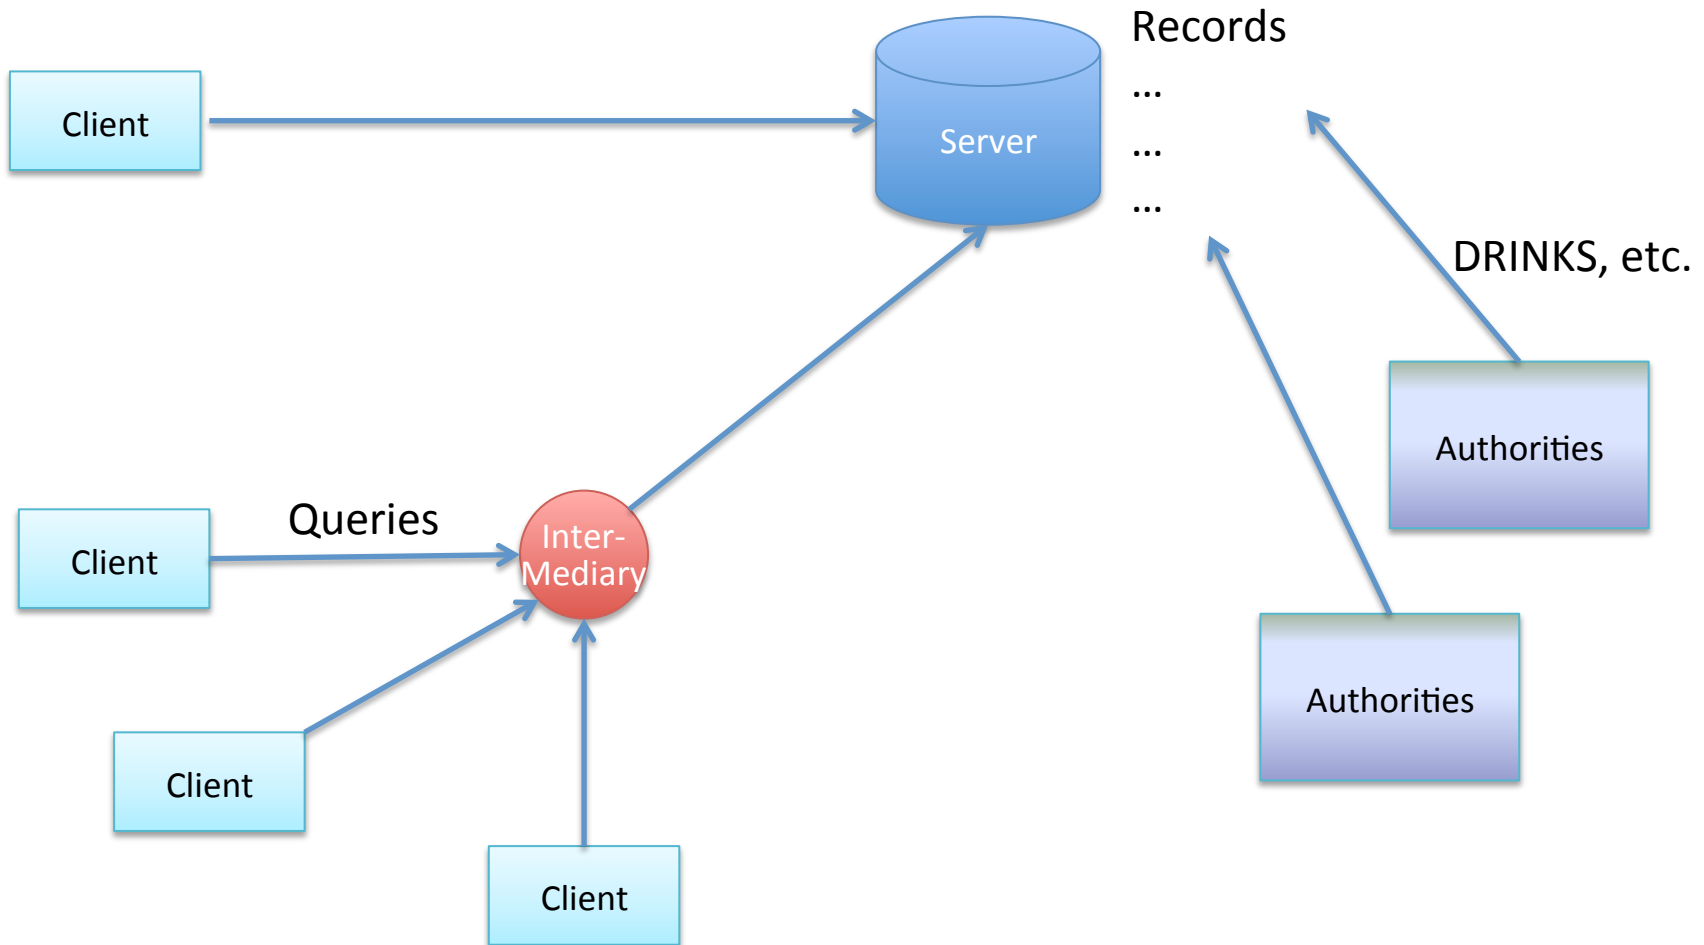 Records
Client
...
Server
...
...
DRINKS, etc.
Authorities
Queries
Inter-
Mediary
Client
Authorities
Client
Client